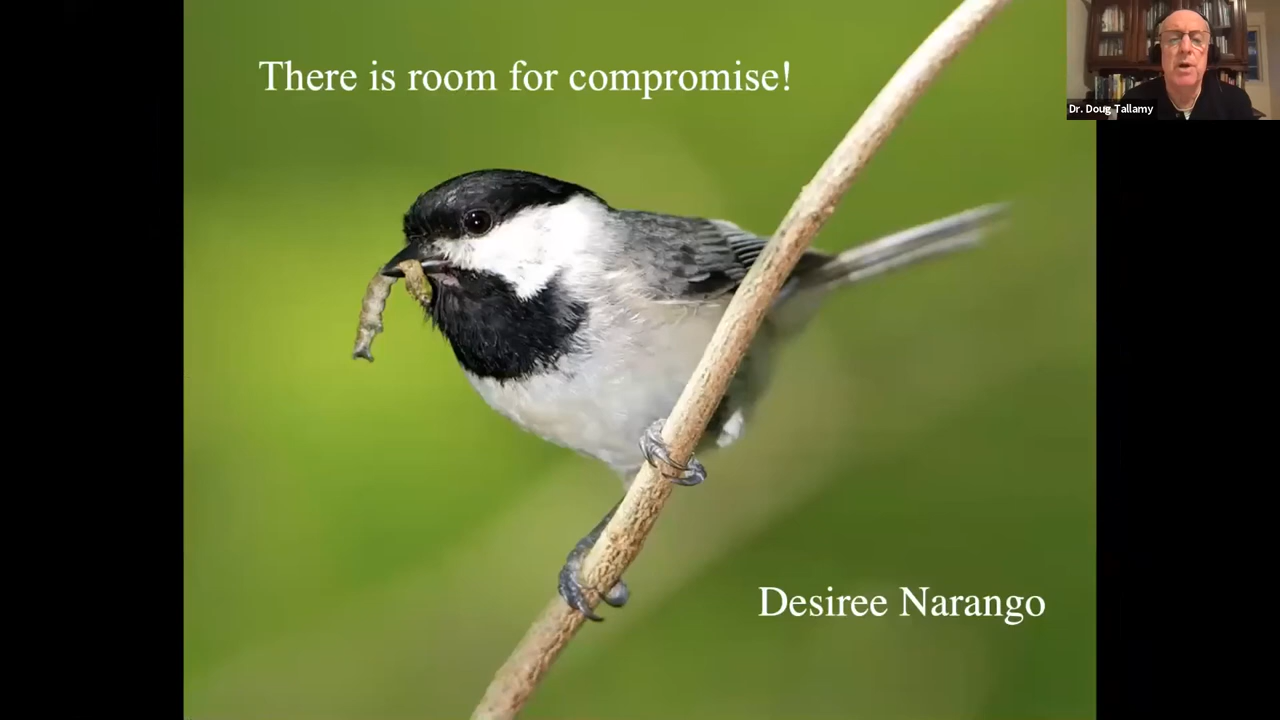 There is room for compromise!
Dr. Doug Tallamy
Desiree Narango